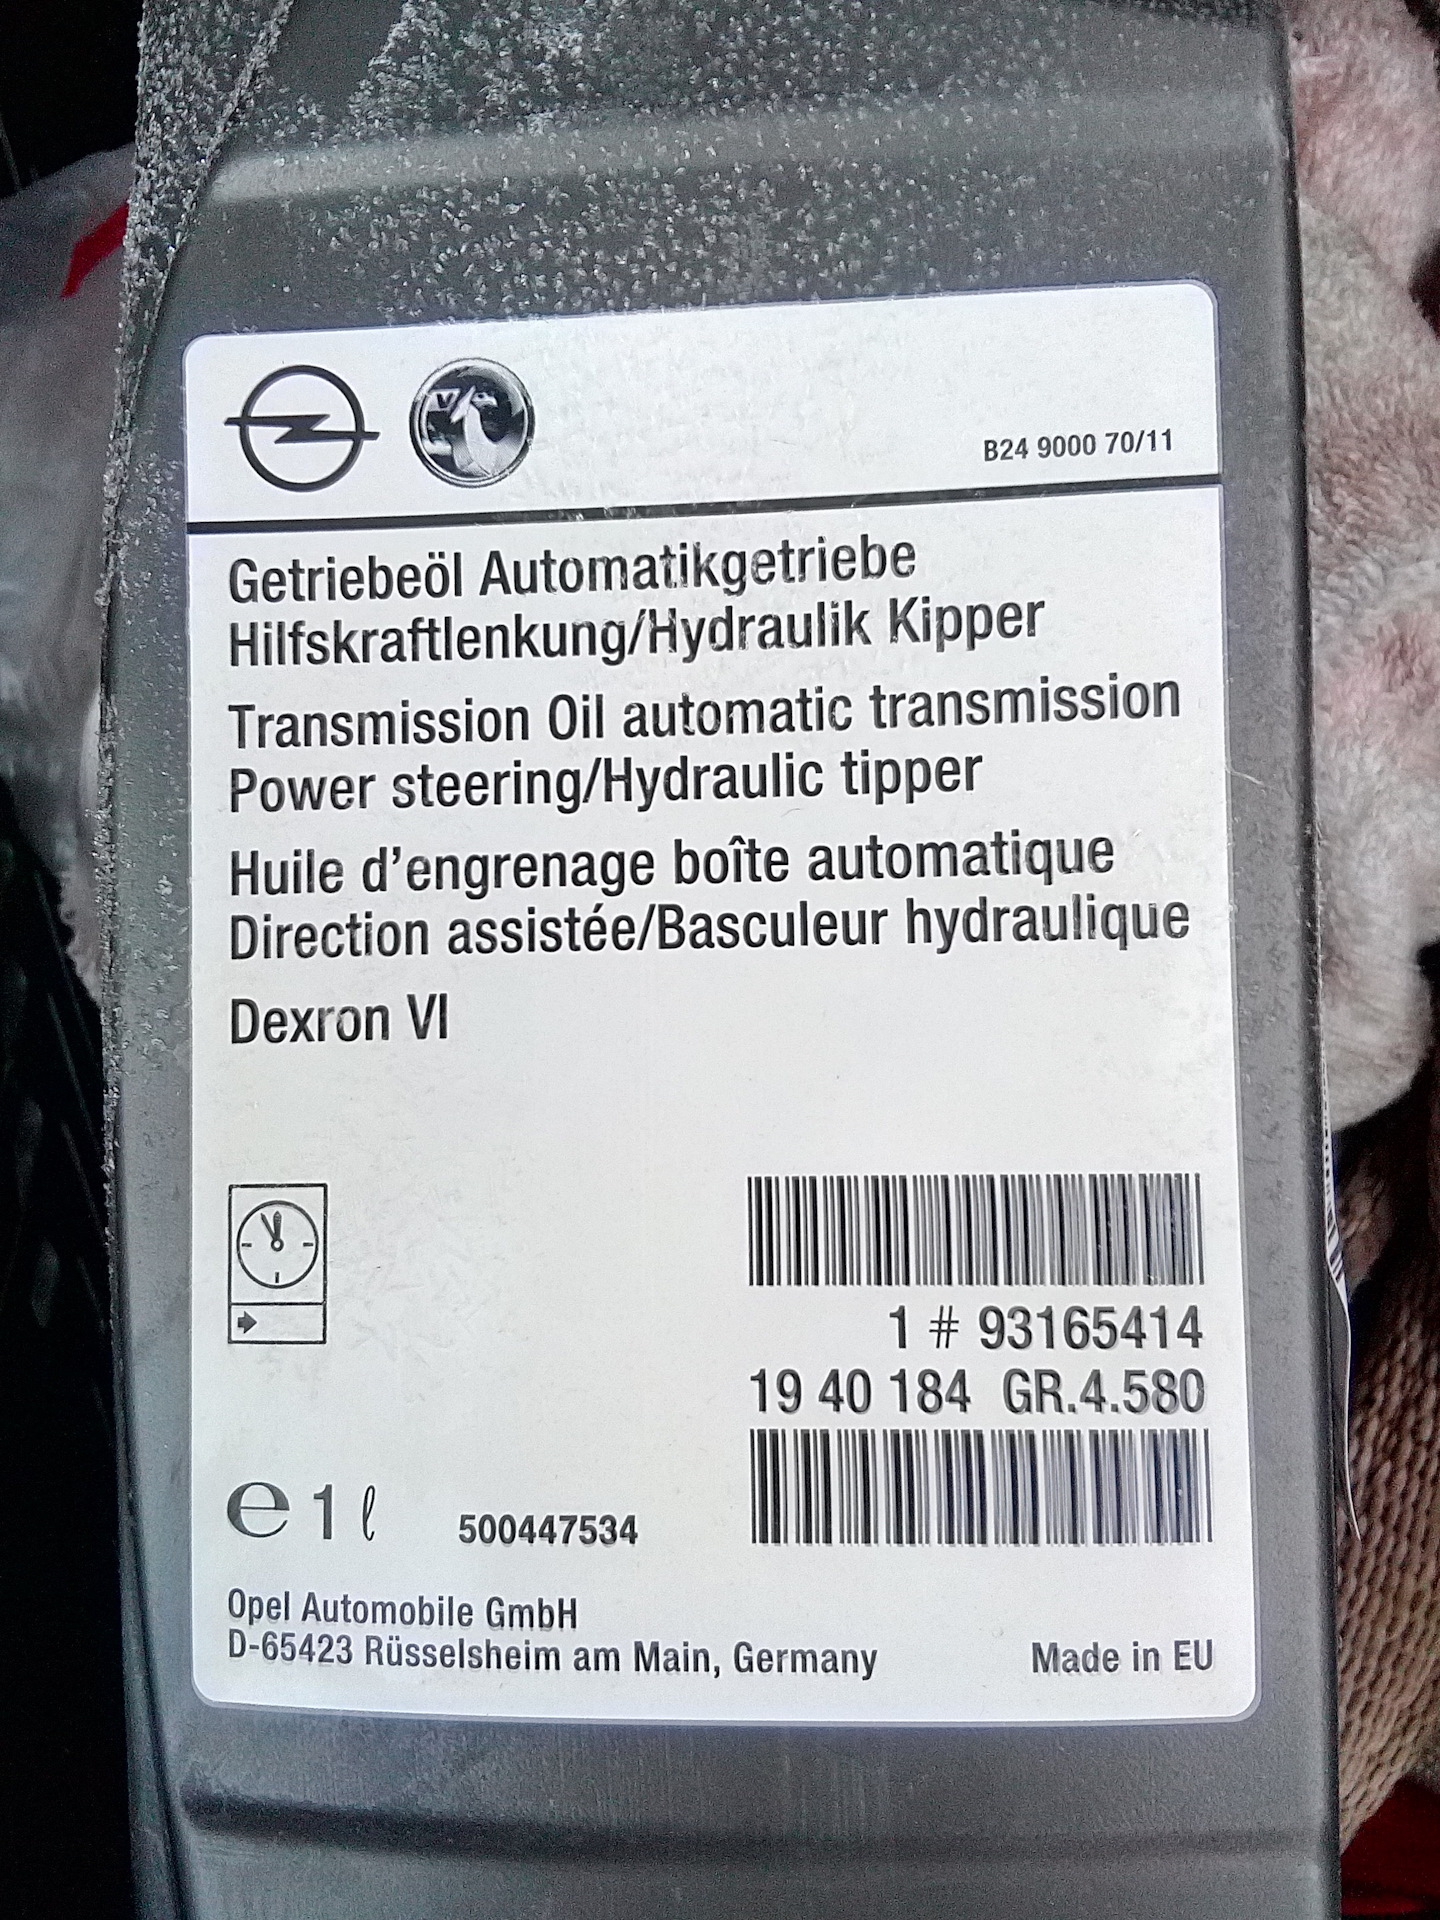 B24 9000 70/11
Getriebeöl Automatikgetriebe
Hilfskraftlenkung/Hydraulik Kipper
Transmission Oil automatic transmission
Power steering/Hydraulic tipper
Huile d'engrenage boîte automatique
Direction assistée/Basculeur hydraulique
Dexron VI
1 # 93165414
19 40 184 GR.4.580
e 1 ℓ 500447534
Opel Automobile GmbH
D-65423 Rüsselsheim am Main, Germany
Made in EU